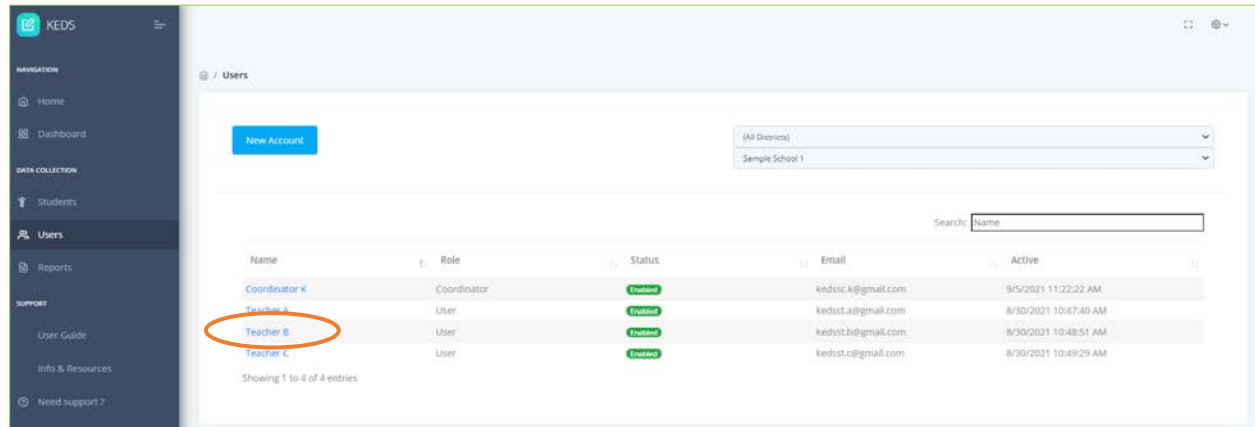 KEDS
NAVIGATION
Home
Dashboard
DATA COLLECTION
Students
Users
Reports
SUPPORT
User Guide
Info & Resources
Need support ?
/ Users
New Account
(All Districts)
Sample School 1
Search: Name
Name Role Status Email Active
Coordinator K Coordinator Enabled kedssc.k@gmail.com 9/5/2021 11:22:22 AM
Teacher A User Enabled kedsst.a@gmail.com 8/30/2021 10:47:40 AM
Teacher B User Enabled kedsst.b@gmail.com 8/30/2021 10:48:51 AM
Teacher C User Enabled kedsst.c@gmail.com 8/30/2021 10:49:29 AM
Showing 1 to 4 of 4 entries